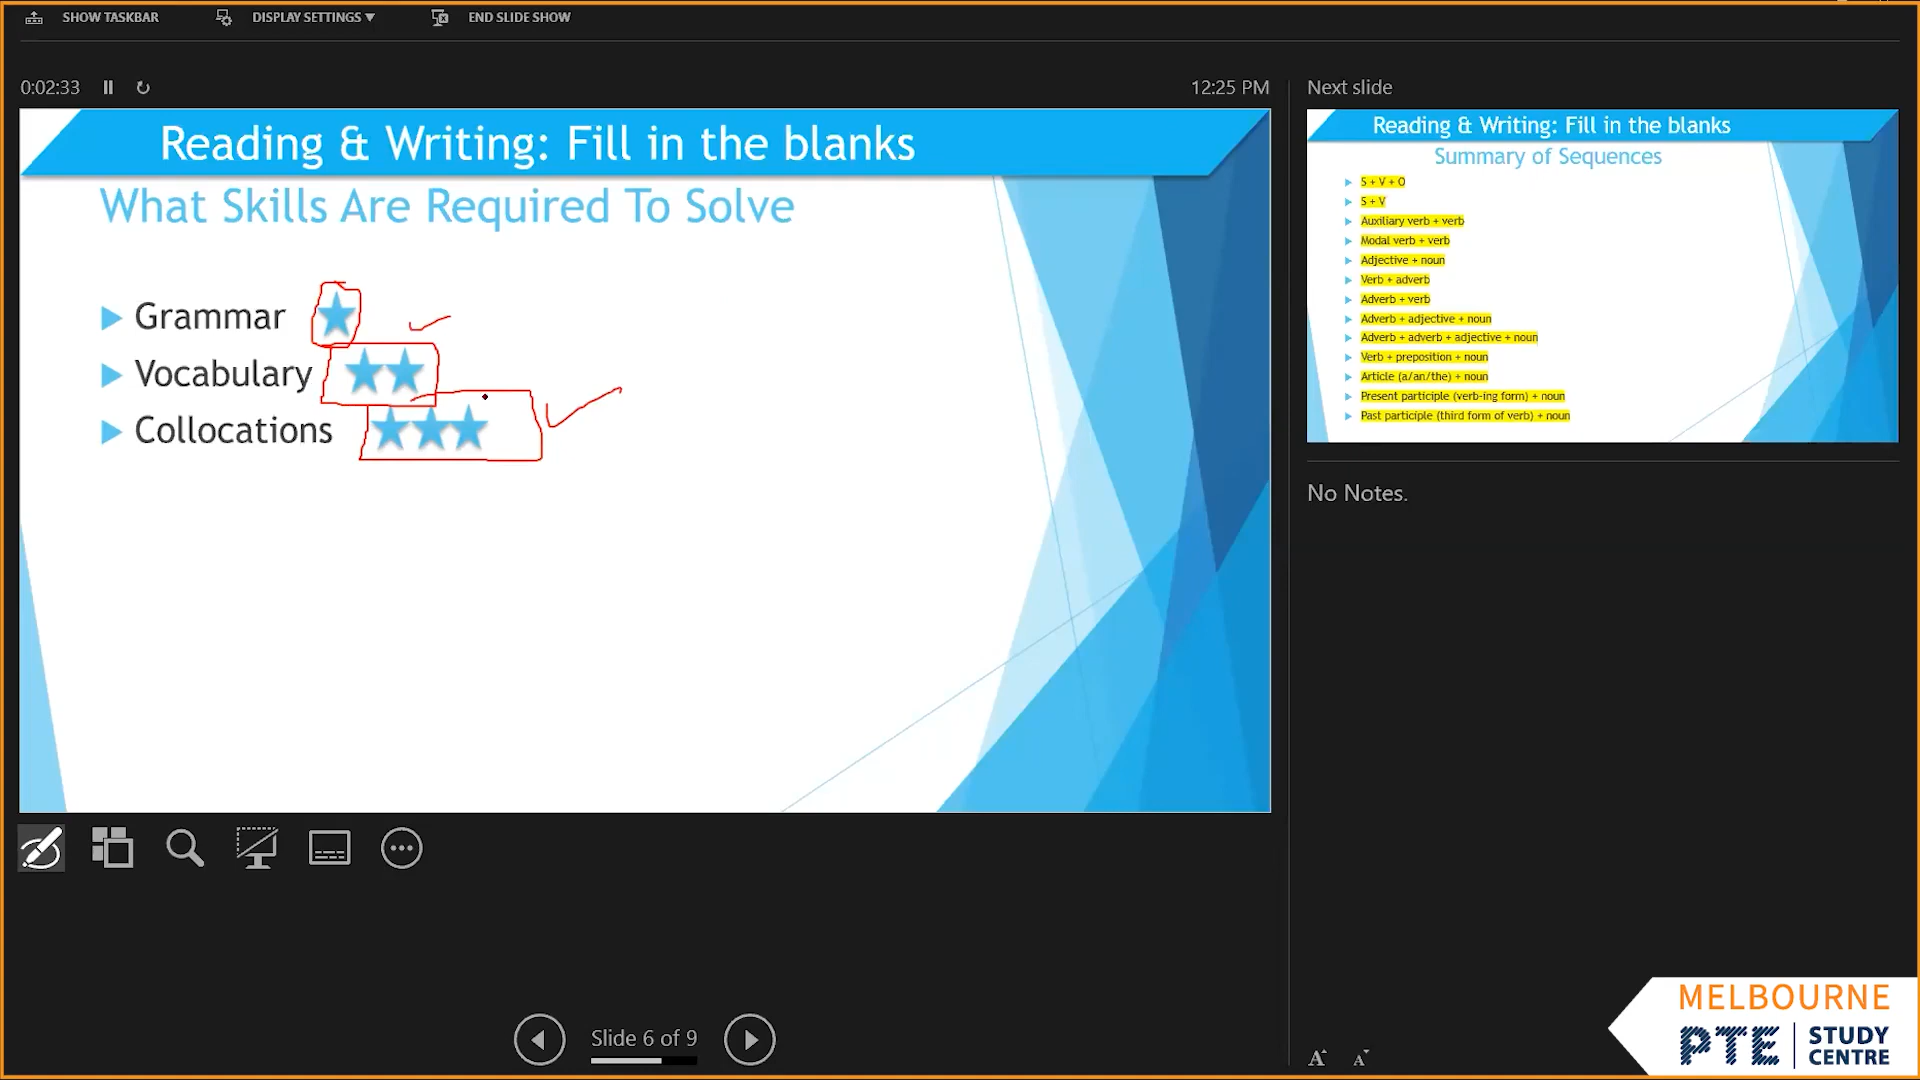 SHOW TASKBAR
DISPLAY SETTINGS ▼
END SLIDE SHOW
0:02:33
12:25 PM
Reading & Writing: Fill in the blanks
What Skills Are Required To Solve
Grammar
Vocabulary
Collocations
Slide 6 of 9
Next slide
Reading & Writing: Fill in the blanks
Summary of Sequences
S + V + O
S + V
Auxiliary verb + verb
Modal verb + verb
Adjective + noun
Verb + adverb
Adverb + verb
Adverb + adjective + noun
Adverb + adverb + adjective + noun
Verb + preposition + noun
Article (a/an/the) + noun
Present participle (verb-ing form) + noun
Past participle (third form of verb) + noun
No Notes.
A A
MELBOURNE
PTE STUDY
CENTRE